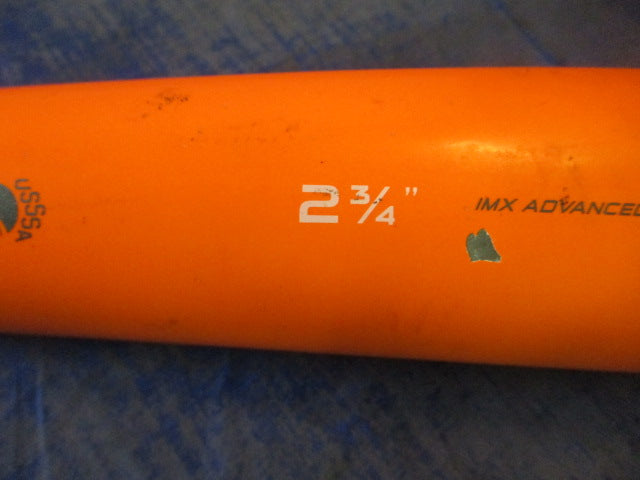 USSSA
2 3/4"
IMX ADVANCED